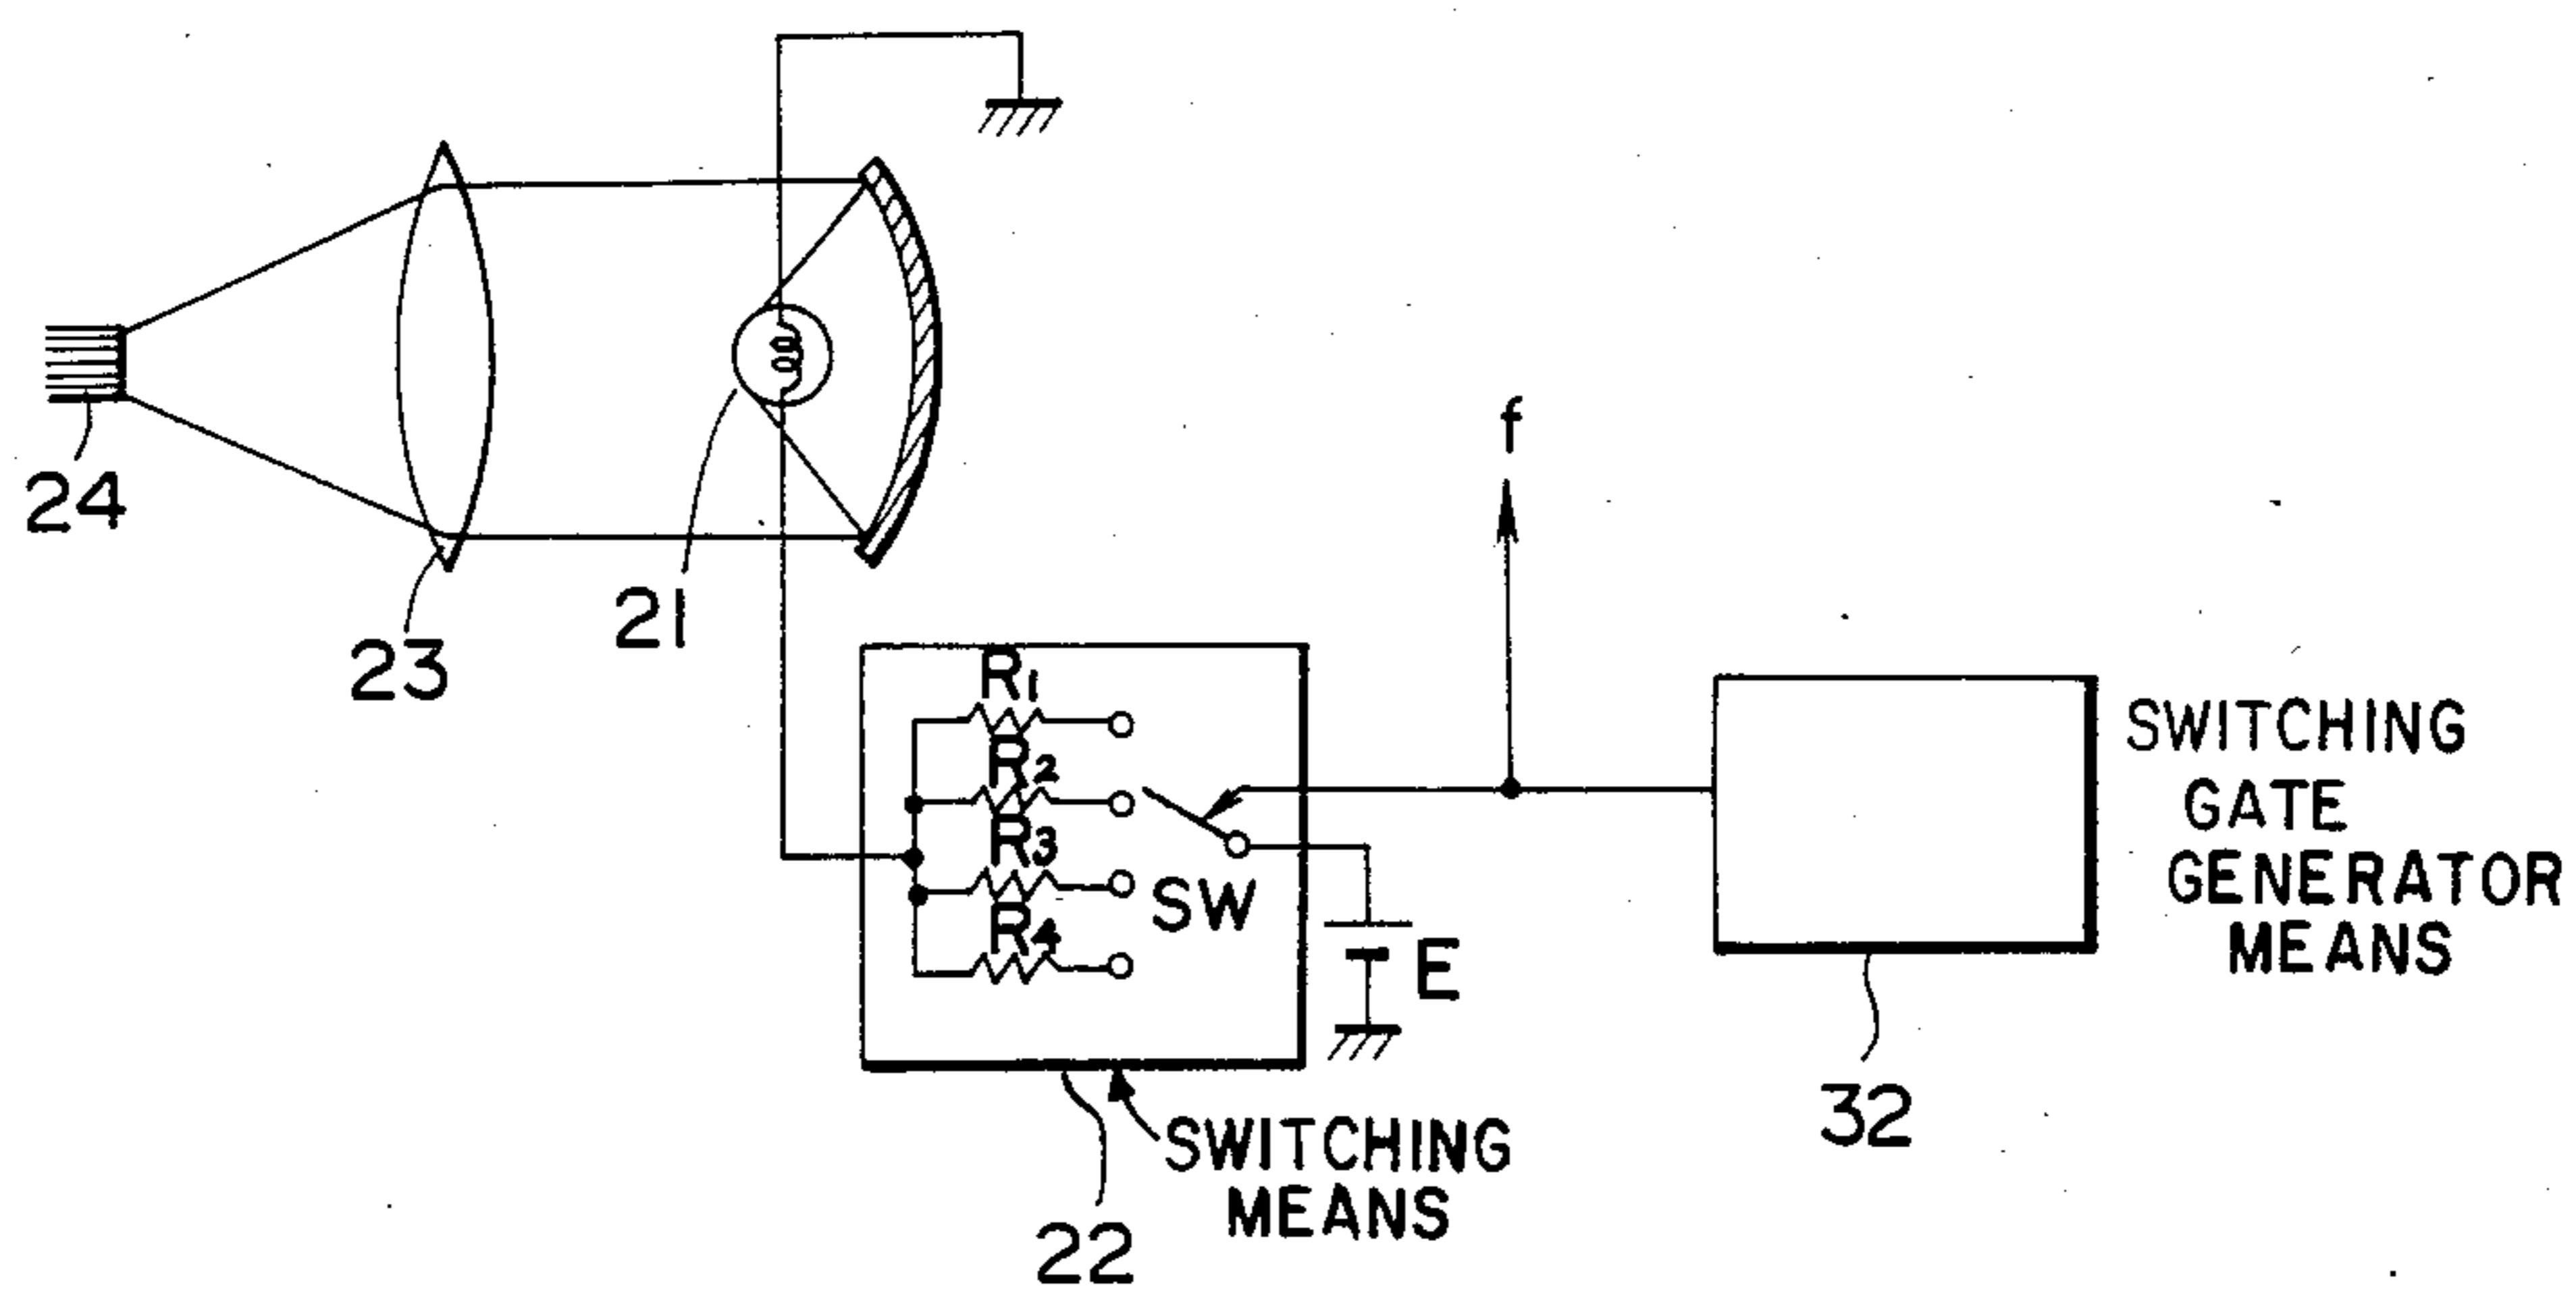 f
24
21
23
R1
R2
R3
R4
SW
E
SWITCHING
GATE
GENERATOR
MEANS
32
SWITCHING
MEANS
22